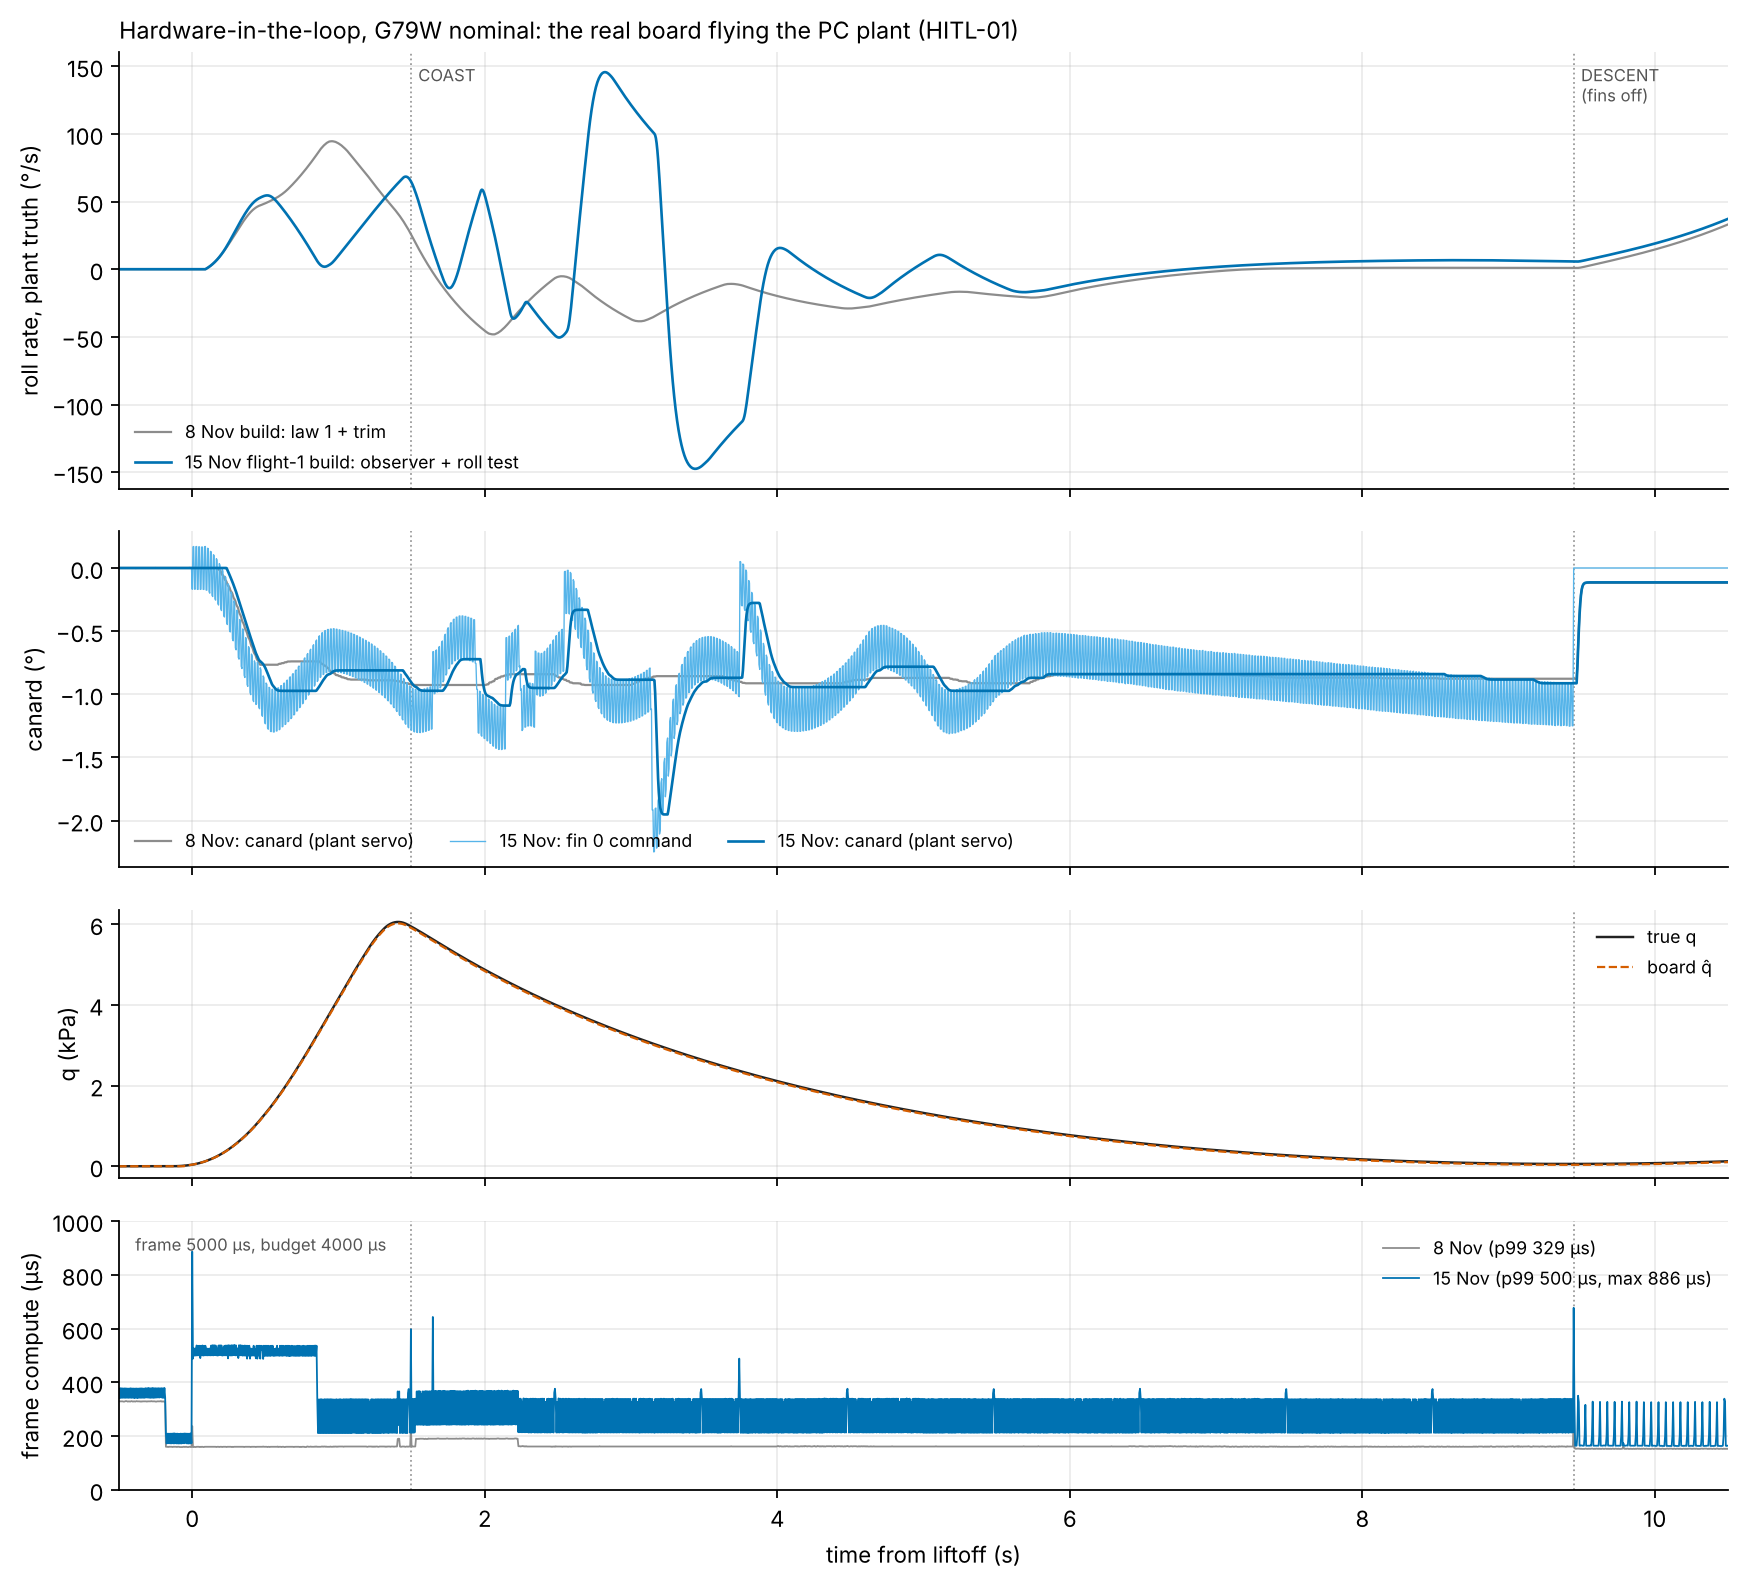 Hardware-in-the-loop, G79W nominal: the real board flying the PC plant (HITL-01)
roll rate, plant truth (°/s)
150
100
50
0
−50
−100
−150
COAST
DESCENT
(fins off)
8 Nov build: law 1 + trim
15 Nov flight-1 build: observer + roll test
canard (°)
0.0
−0.5
−1.0
−1.5
−2.0
8 Nov: canard (plant servo)
15 Nov: fin 0 command
15 Nov: canard (plant servo)
q (kPa)
6
4
2
0
true q
board q̂
frame compute (µs)
1000
800
600
400
200
0
frame 5000 µs, budget 4000 µs
8 Nov (p99 329 µs)
15 Nov (p99 500 µs, max 886 µs)
0 2 4 6 8 10
time from liftoff (s)